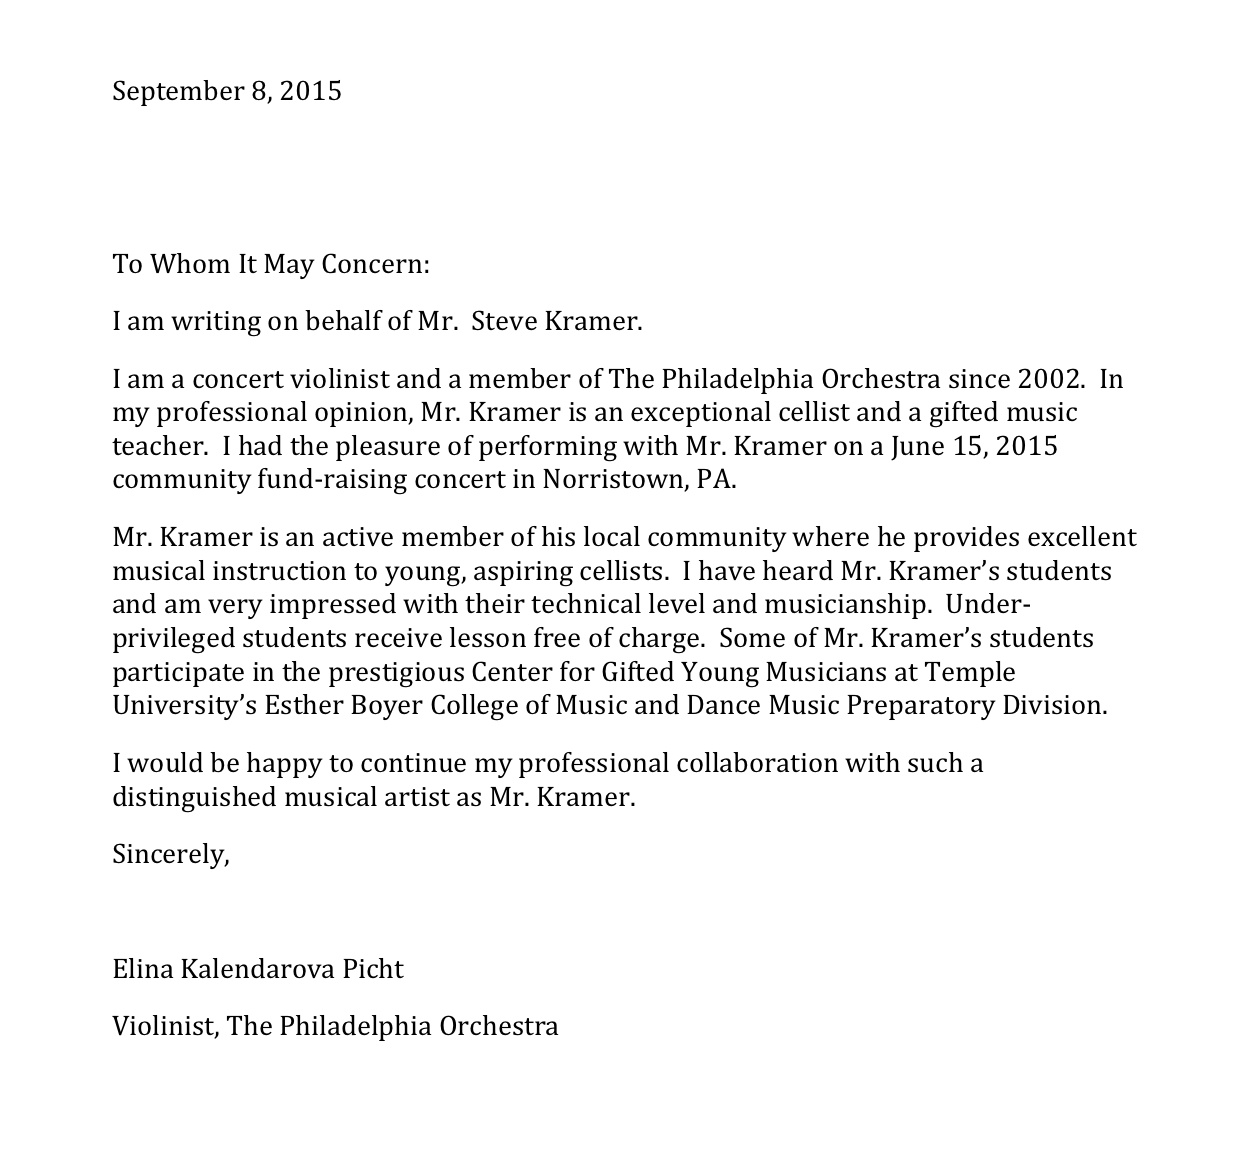 September 8, 2015
To Whom It May Concern:
I am writing on behalf of Mr.  Steve Kramer.
I am a concert violinist and a member of The Philadelphia Orchestra since 2002.  In
my professional opinion, Mr. Kramer is an exceptional cellist and a gifted music
teacher.  I had the pleasure of performing with Mr. Kramer on a June 15, 2015
community fund-raising concert in Norristown, PA.
Mr. Kramer is an active member of his local community where he provides excellent
musical instruction to young, aspiring cellists.  I have heard Mr. Kramer’s students
and am very impressed with their technical level and musicianship.  Under-
privileged students receive lesson free of charge.  Some of Mr. Kramer’s students
participate in the prestigious Center for Gifted Young Musicians at Temple
University’s Esther Boyer College of Music and Dance Music Preparatory Division.
I would be happy to continue my professional collaboration with such a
distinguished musical artist as Mr. Kramer.
Sincerely,
Elina Kalendarova Picht
Violinist, The Philadelphia Orchestra